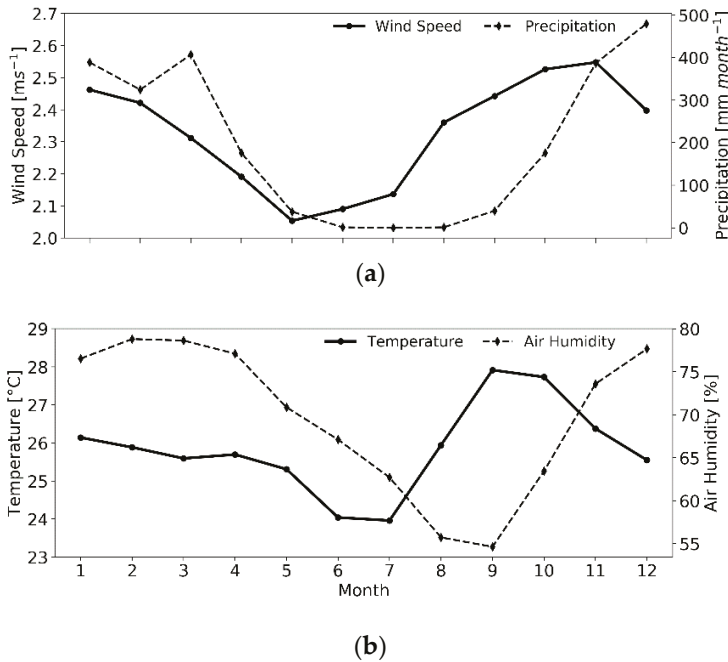 Wind Speed Precipitation
Wind Speed [ms⁻¹]
2.7
2.6
2.5
2.4
2.3
2.2
2.1
2.0
500
400
300
200
100
0
Precipitation [mm month⁻¹]
(a)
Temperature Air Humidity
Temperature [°C]
29
28
27
26
25
24
23
80
75
70
65
60
55
Air Humidity [%]
1 2 3 4 5 6 7 8 9 10 11 12
Month
(b)